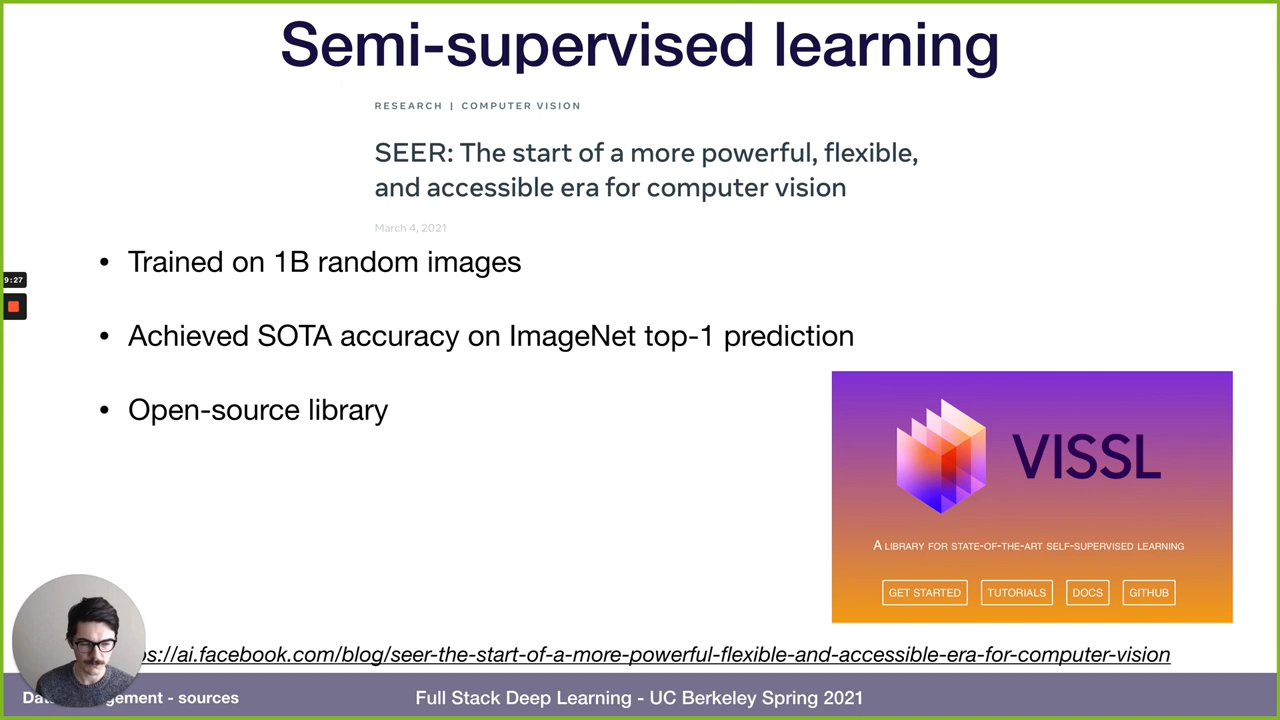 Semi-supervised learning
RESEARCH | COMPUTER VISION
SEER: The start of a more powerful, flexible,
and accessible era for computer vision
March 4, 2021
• Trained on 1B random images
9:27
• Achieved SOTA accuracy on ImageNet top-1 prediction
• Open-source library
VISSL
A LIBRARY FOR STATE-OF-THE-ART SELF-SUPERVISED LEARNING
GET STARTED TUTORIALS DOCS GITHUB
ps://ai.facebook.com/blog/seer-the-start-of-a-more-powerful-flexible-and-accessible-era-for-computer-vision
- sources
Full Stack Deep Learning - UC Berkeley Spring 2021